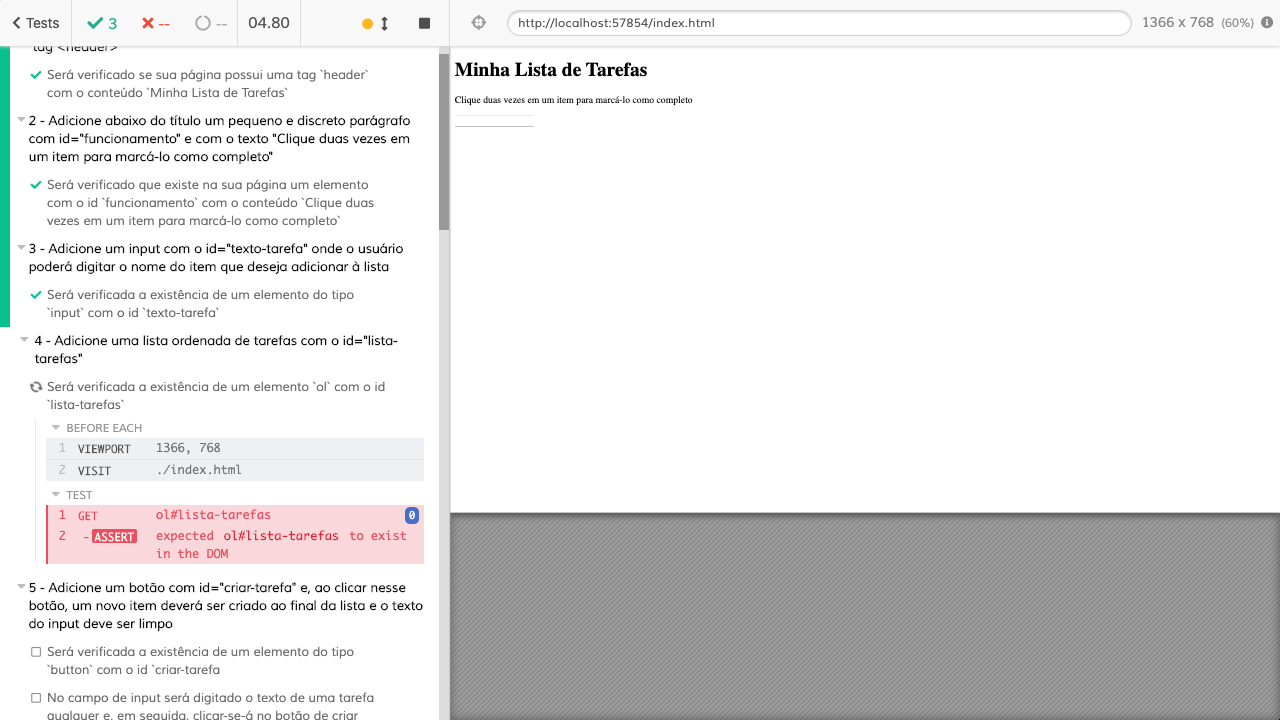 Tests
3
--
--
04.80
http://localhost:57854/index.html
1366 x 768 (60%)
tag <header>
Será verificado se sua página possui uma tag `header`
com o conteúdo `Minha Lista de Tarefas`
2 - Adicione abaixo do título um pequeno e discreto parágrafo
com id="funcionamento" e com o texto "Clique duas vezes em
um item para marcá-lo como completo"
Será verificado que existe na sua página um elemento
com o id `funcionamento` com o conteúdo `Clique duas
vezes em um item para marcá-lo como completo`
3 - Adicione um input com o id="texto-tarefa" onde o usuário
poderá digitar o nome do item que deseja adicionar à lista
Será verificada a existência de um elemento do tipo
`input` com o id `texto-tarefa`
4 - Adicione uma lista ordenada de tarefas com o id="lista-
tarefas"
Será verificada a existência de um elemento `ol` com o id
`lista-tarefas`
BEFORE EACH
1 VIEWPORT 1366, 768
2 VISIT ./index.html
TEST
1 GET ol#lista-tarefas 0
2 -ASSERT expected ol#lista-tarefas to exist
in the DOM
5 - Adicione um botão com id="criar-tarefa" e, ao clicar nesse
botão, um novo item deverá ser criado ao final da lista e o texto
do input deve ser limpo
Será verificada a existência de um elemento do tipo
`button` com o id `criar-tarefa
No campo de input será digitado o texto de uma tarefa
qualquer e, em seguida, clicar-se-á no botão de criar
Minha Lista de Tarefas
Clique duas vezes em um item para marcá-lo como completo